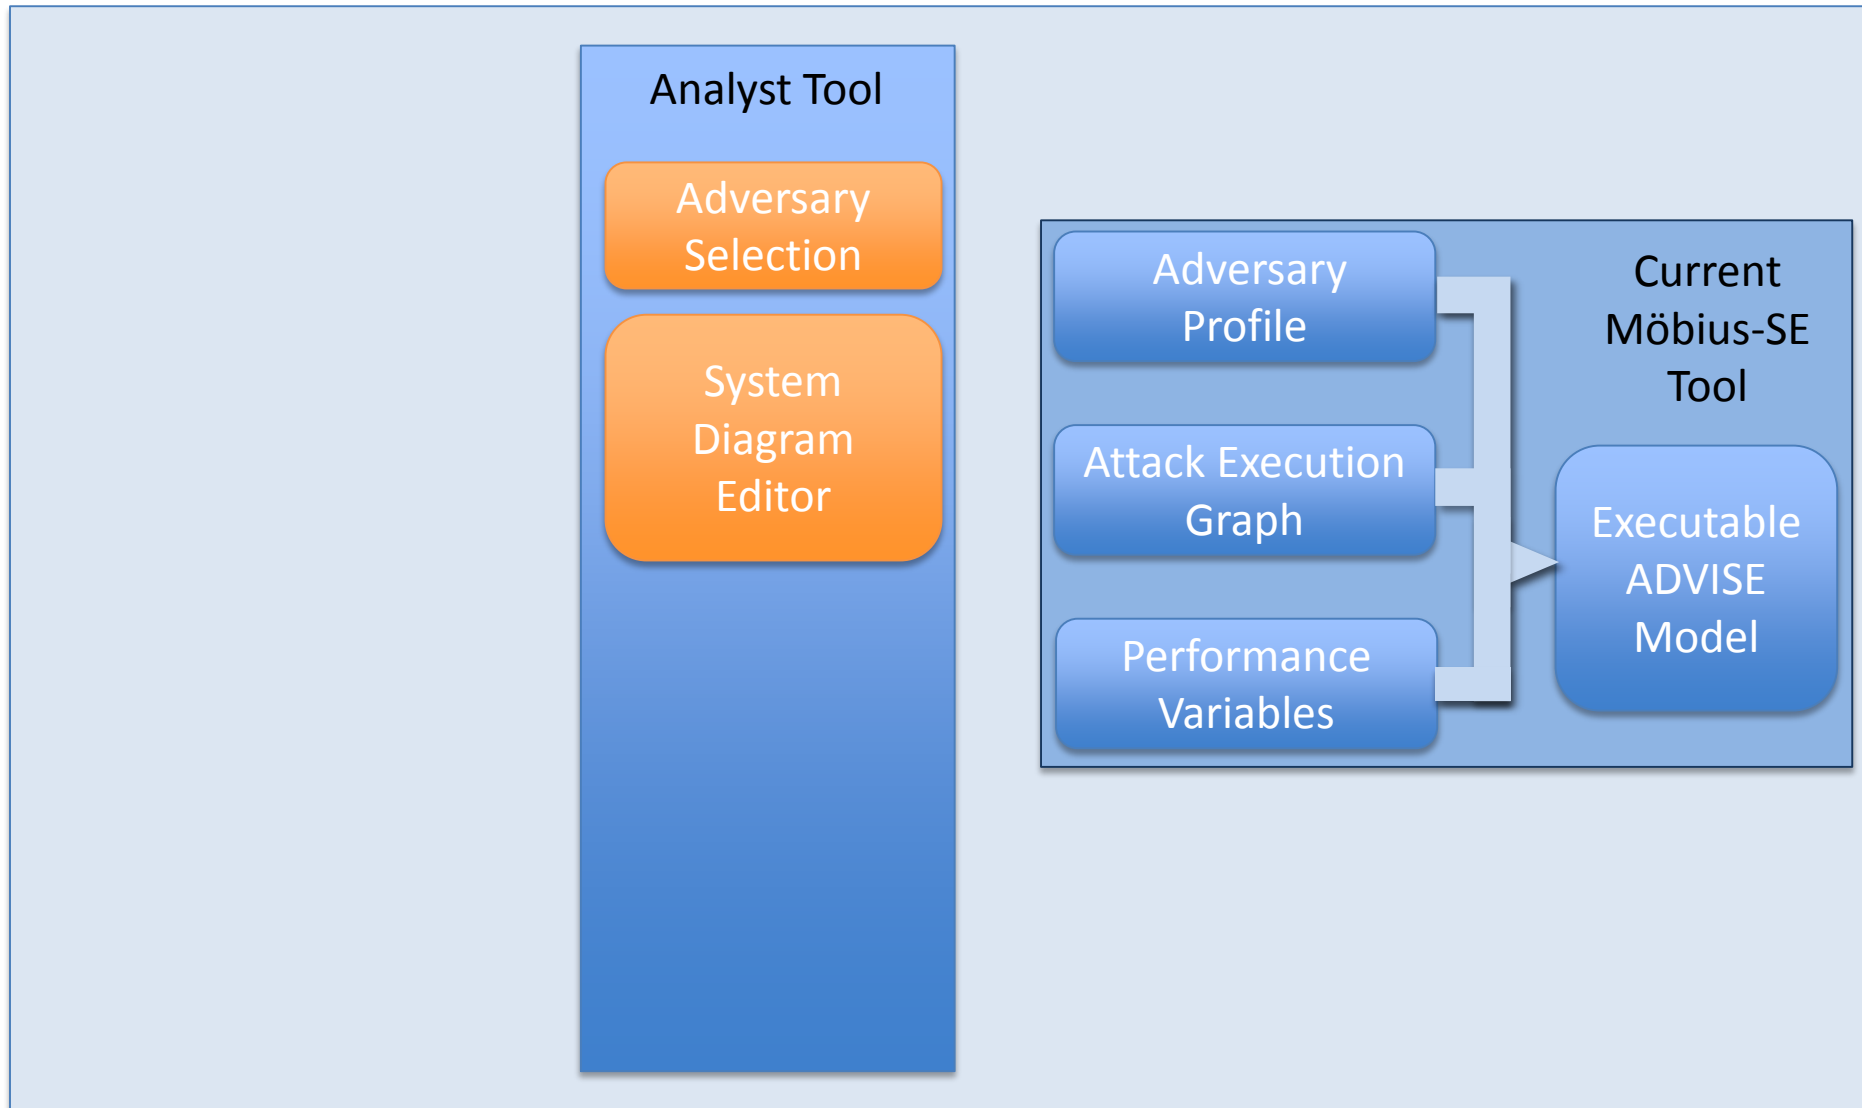 Analyst Tool
Adversary
Selection
System
Diagram
Editor
Adversary
Profile
Attack Execution
Graph
Performance
Variables
Current
Möbius-SE
Tool
Executable
ADVISE
Model